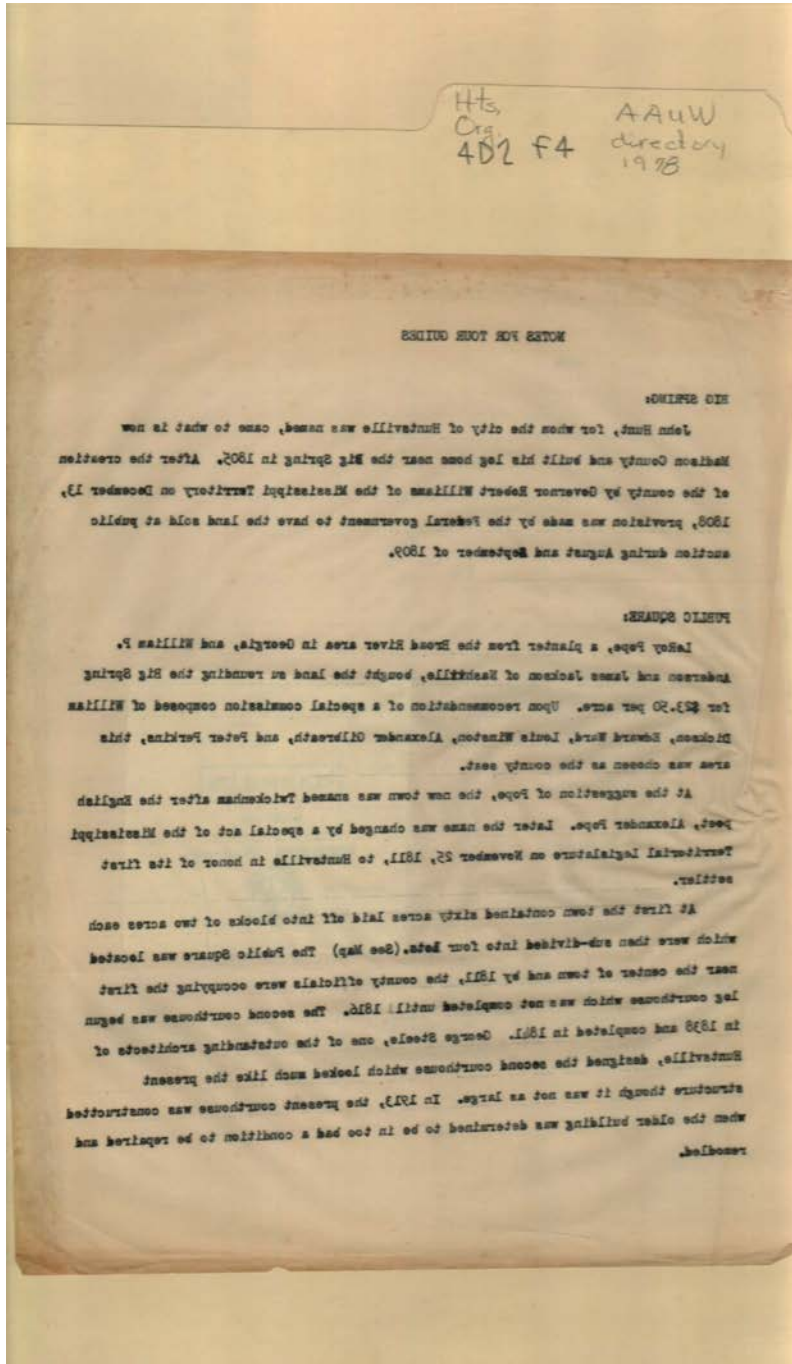 Hts,
Org.
4D2 F4
AAUW
directory
1978
NOTES FOR TOUR GUIDES
BIG SPRING:
John Hunt, for whom the city of Huntsville was named, came to what is now
Madison County and built his log home near the Big Spring in 1805. After the creation
of the county by Governor Robert Williams of the Mississippi Territory on December 13,
1808, provision was made by the Federal government to have the land sold at public
auction during August and September of 1809.
PUBLIC SQUARE:
LeRoy Pope, a planter from the Broad River area in Georgia, and William P.
Anderson and James Jackson of Nashville, bought the land su rounding the Big Spring
for $23.50 per acre. Upon recommendation of a special commission composed of William
Dickson, Edward Ward, Louis Winston, Alexander Gilbreath, and Peter Perkins, this
area was chosen as the county seat.
At the suggestion of Pope, the new town was snamed Twickenham after the English
poet, Alexander Pope. Later the name was changed by a special act of the Mississippi
Territorial legislature on November 25, 1811, to Huntsville in honor of its first
settler.
At first the town contained sixty acres laid off into blocks of two acres each
which were then sub-divided into four lots.(See Map) The Public Square was located
near the center of town and by 1811, the county officials were occupying the first
log courthouse which was not completed until 1816. The second courthouse was begun
in 1838 and completed in 1841. George Steele, one of the outstanding architects of
Huntsville, designed the second courthouse which looked much like the present
structure though it was not as large. In 1913, the present courthouse was constructted
when the older building was determined to be in too bad a condition to be repaired and
remodled.